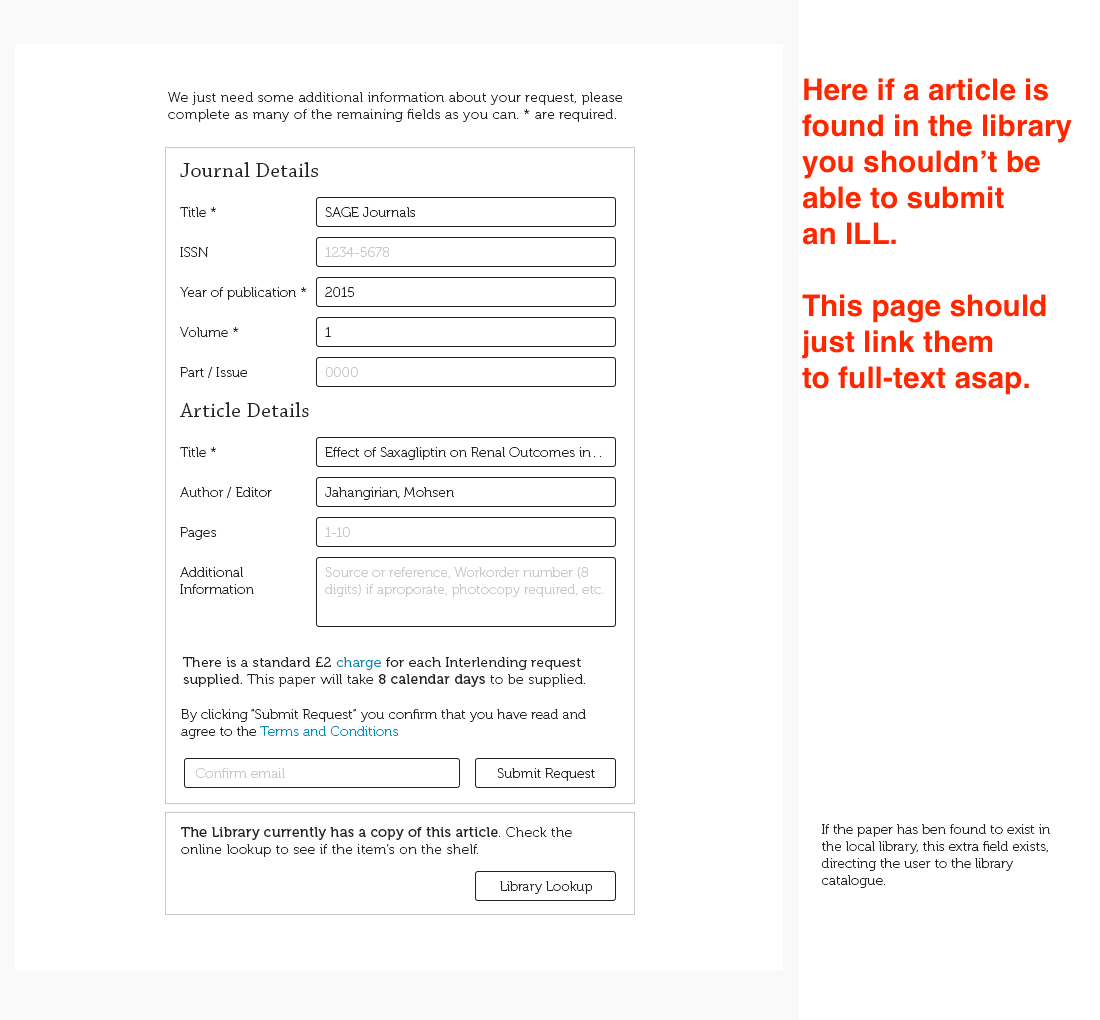 We just need some additional information about your request, please
complete as many of the remaining fields as you can. * are required.
Journal Details
Title * SAGE Journals
ISSN 1234-5678
Year of publication * 2015
Volume * 1
Part / Issue 0000
Article Details
Title * Effect of Saxagliptin on Renal Outcomes in . .
Author / Editor Jahangirian, Mohsen
Pages 1-10
Additional
Information
Source or reference, Workorder number (8
digits) if aproporate, photocopy required, etc.
There is a standard £2 charge for each Interlending request
supplied. This paper will take 8 calendar days to be supplied.
By clicking "Submit Request" you confirm that you have read and
agree to the Terms and Conditions
Confirm email
Submit Request
The Library currently has a copy of this article. Check the
online lookup to see if the item's on the shelf.
Library Lookup
Here if a article is
found in the library
you shouldn't be
able to submit
an ILL.
This page should
just link them
to full-text asap.
If the paper has ben found to exist in
the local library, this extra field exists,
directing the user to the library
catalogue.